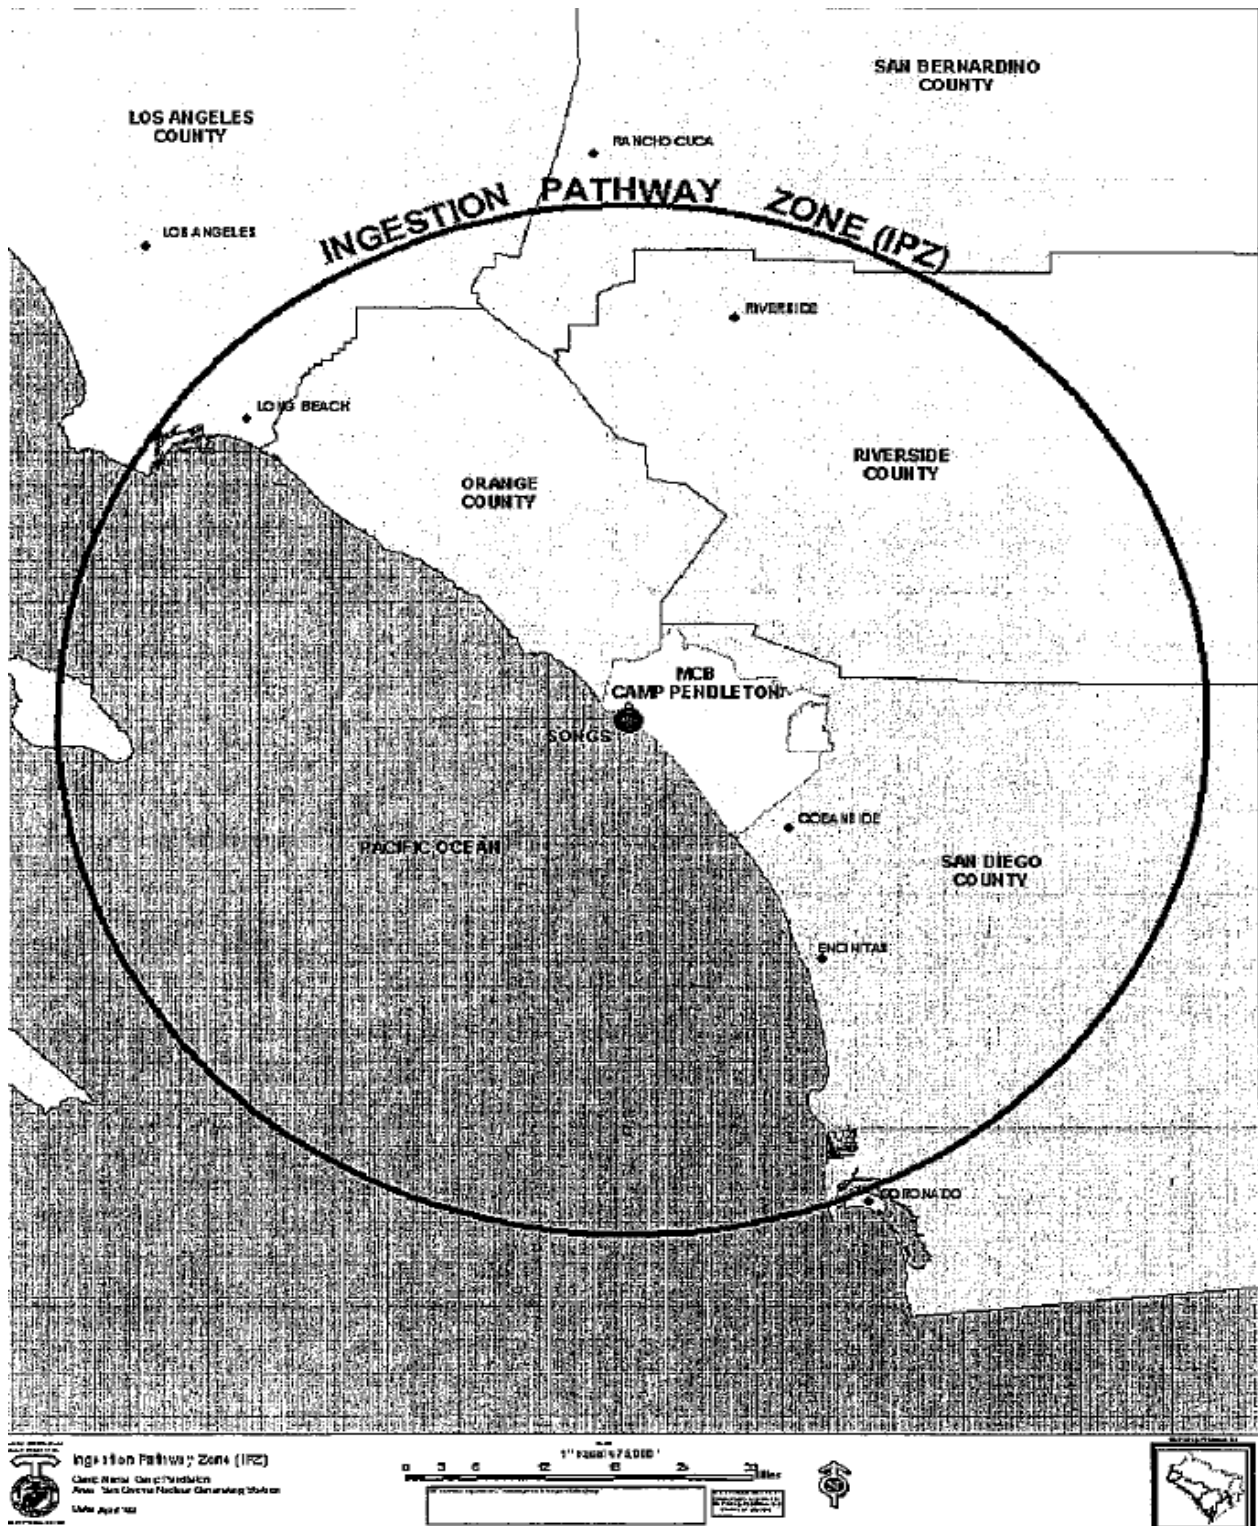 SAN BERNARDINO
COUNTY
LOS ANGELES
COUNTY
RANCHO CUCA
INGESTION PATHWAY ZONE (IPZ)
LOS ANGELES
RIVERSIDE
LONG BEACH
RIVERSIDE
COUNTY
ORANGE
COUNTY
MCB
CAMP PENDLETON
SONGS
OCEANSIDE
PACIFIC OCEAN
SAN DIEGO
COUNTY
ENCINITAS
CORONADO
Ingestion Pathway Zone (IPZ)
Miles